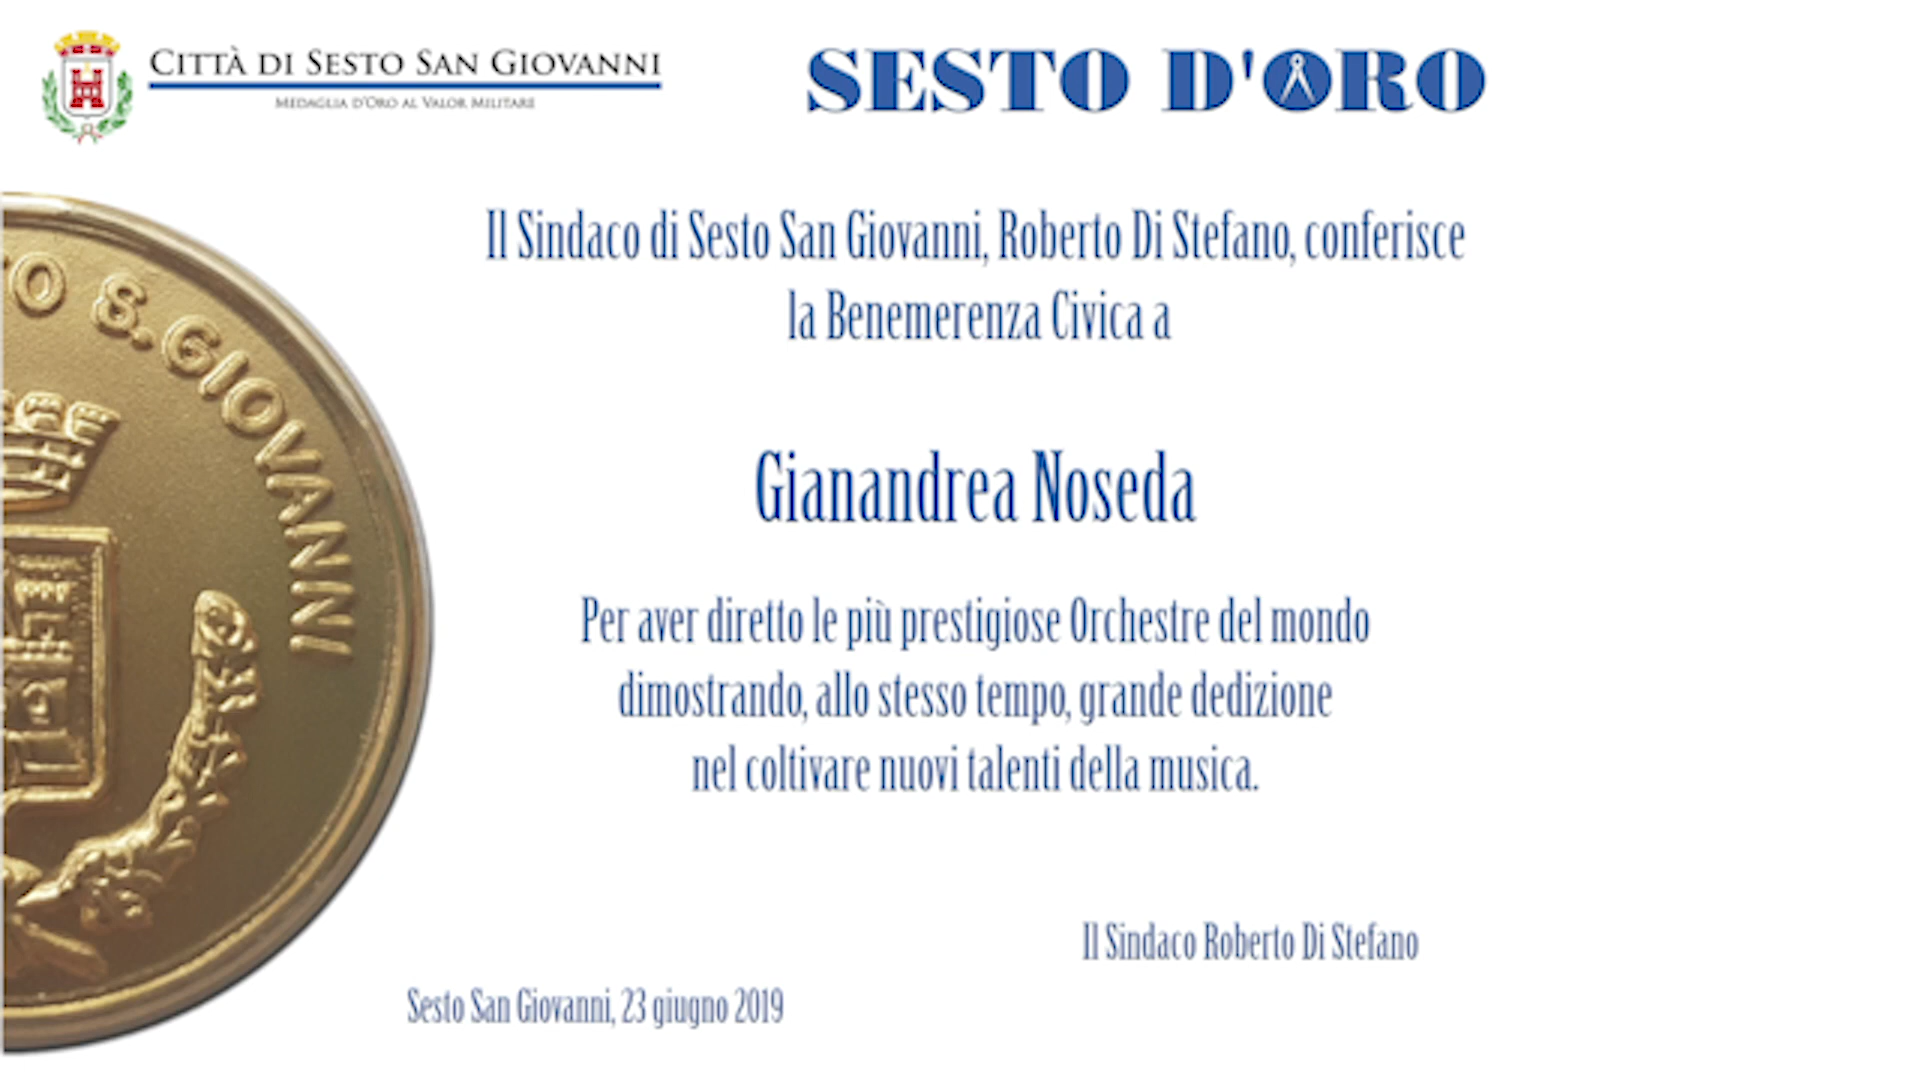 CITTÀ DI SESTO SAN GIOVANNI
MEDAGLIA D'ORO AL VALOR MILITARE
SESTO D'ORO
Il Sindaco di Sesto San Giovanni, Roberto Di Stefano, conferisce
la Benemerenza Civica a
Gianandrea Noseda
Per aver diretto le più prestigiose Orchestre del mondo
dimostrando, allo stesso tempo, grande dedizione
nel coltivare nuovi talenti della musica.
Il Sindaco Roberto Di Stefano
Sesto San Giovanni, 23 giugno 2019
TO S.GIOVANNI